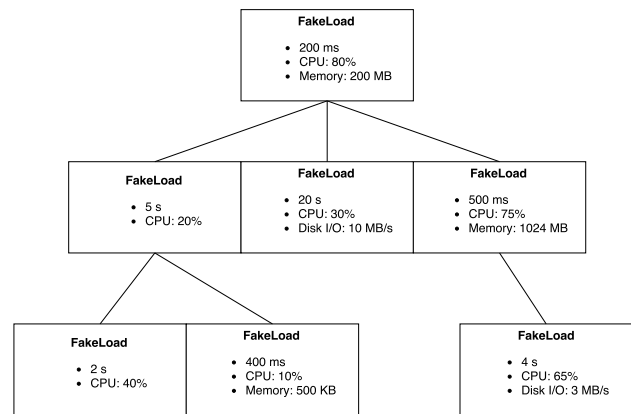 FakeLoad
• 200 ms
• CPU: 80%
• Memory: 200 MB
FakeLoad
• 5 s
• CPU: 20%
FakeLoad
• 20 s
• CPU: 30%
• Disk I/O: 10 MB/s
FakeLoad
• 500 ms
• CPU: 75%
• Memory: 1024 MB
FakeLoad
• 2 s
• CPU: 40%
FakeLoad
• 400 ms
• CPU: 10%
• Memory: 500 KB
FakeLoad
• 4 s
• CPU: 65%
• Disk I/O: 3 MB/s